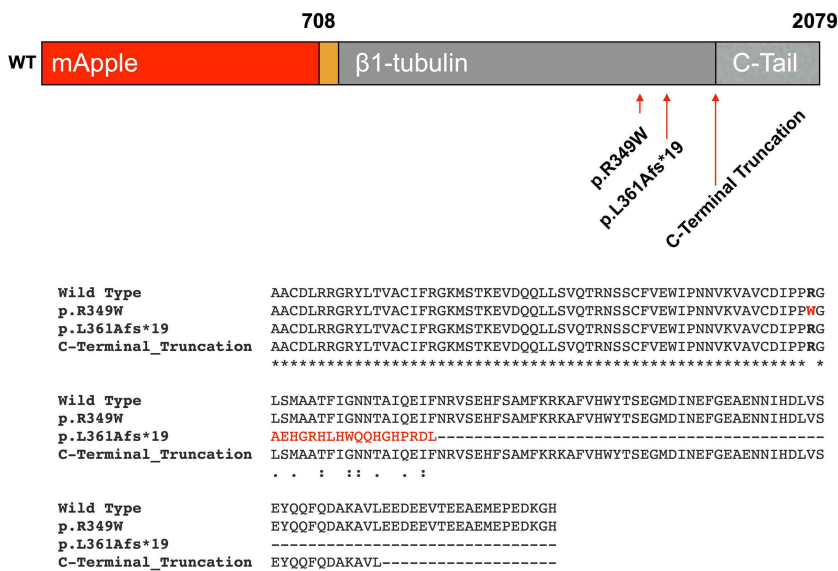 708 2079
WT mApple β1-tubulin C-Tail
p.R349W
p.L361Afs*19
C-Terminal Truncation
Wild Type AACDLRRGRYLTVACIFRGKMSTKEVDQQLLSVQTRNSSCFVEWIPNNVKVAVCDIPPRG
p.R349W AACDLRRGRYLTVACIFRGKMSTKEVDQQLLSVQTRNSSCFVEWIPNNVKVAVCDIPPWG
p.L361Afs*19 AACDLRRGRYLTVACIFRGKMSTKEVDQQLLSVQTRNSSCFVEWIPNNVKVAVCDIPPRG
C-Terminal_Truncation AACDLRRGRYLTVACIFRGKMSTKEVDQQLLSVQTRNSSCFVEWIPNNVKVAVCDIPPRG
********************************************************** *
Wild Type LSMAATFIGNNTAIQEIFNRVSEHFSAMFKRKAFVHWYTSEGMDINEFGEAENNIHDLVS
p.R349W LSMAATFIGNNTAIQEIFNRVSEHFSAMFKRKAFVHWYTSEGMDINEFGEAENNIHDLVS
p.L361Afs*19 AEHGRHLHWQQHGHPRDL------------------------------------------
C-Terminal_Truncation LSMAATFIGNNTAIQEIFNRVSEHFSAMFKRKAFVHWYTSEGMDINEFGEAENNIHDLVS
. .  :  :: .  . :
Wild Type EYQQFQDAKAVLEEDEEVTEEAEMEPEDKGH
p.R349W EYQQFQDAKAVLEEDEEVTEEAEMEPEDKGH
p.L361Afs*19 -------------------------------
C-Terminal_Truncation EYQQFQDAKAVL-------------------